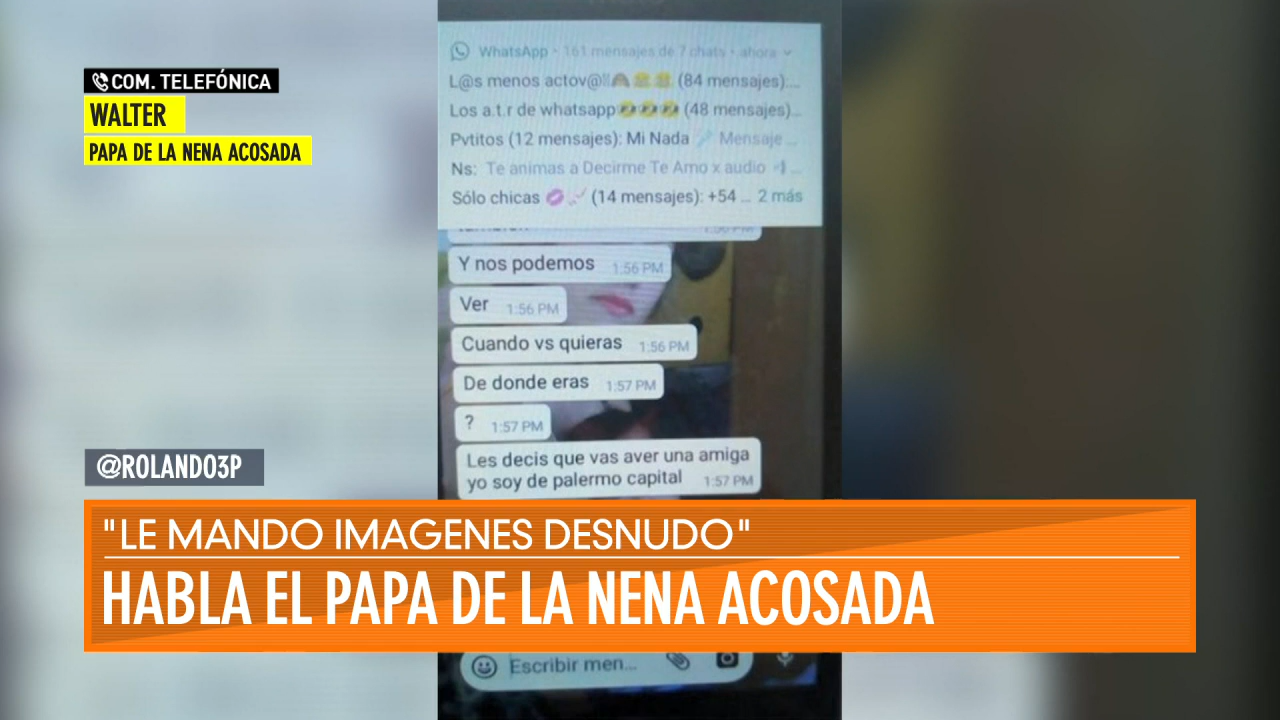 COM. TELEFÓNICA
WALTER
PAPA DE LA NENA ACOSADA
WhatsApp · 161 mensajes de 7 chats · ahora
L@s menos actov@ (84 mensajes):...
Los a.t.r de whatsapp (48 mensajes)...
Pvtitos (12 mensajes): Mi Nada Mensaje ...
Ns: Te animas a Decirme Te Amo x audio ...
Sólo chicas 💋 (14 mensajes): +54 ... 2 más
Y nos podemos 1:56 PM
Ver 1:56 PM
Cuando vs quieras 1:56 PM
De donde eras 1:57 PM
? 1:57 PM
Les decis que vas aver una amiga
yo soy de palermo capital 1:57 PM
@ROLANDO3P
"LE MANDO IMAGENES DESNUDO"
HABLA EL PAPA DE LA NENA ACOSADA
Escribir men...